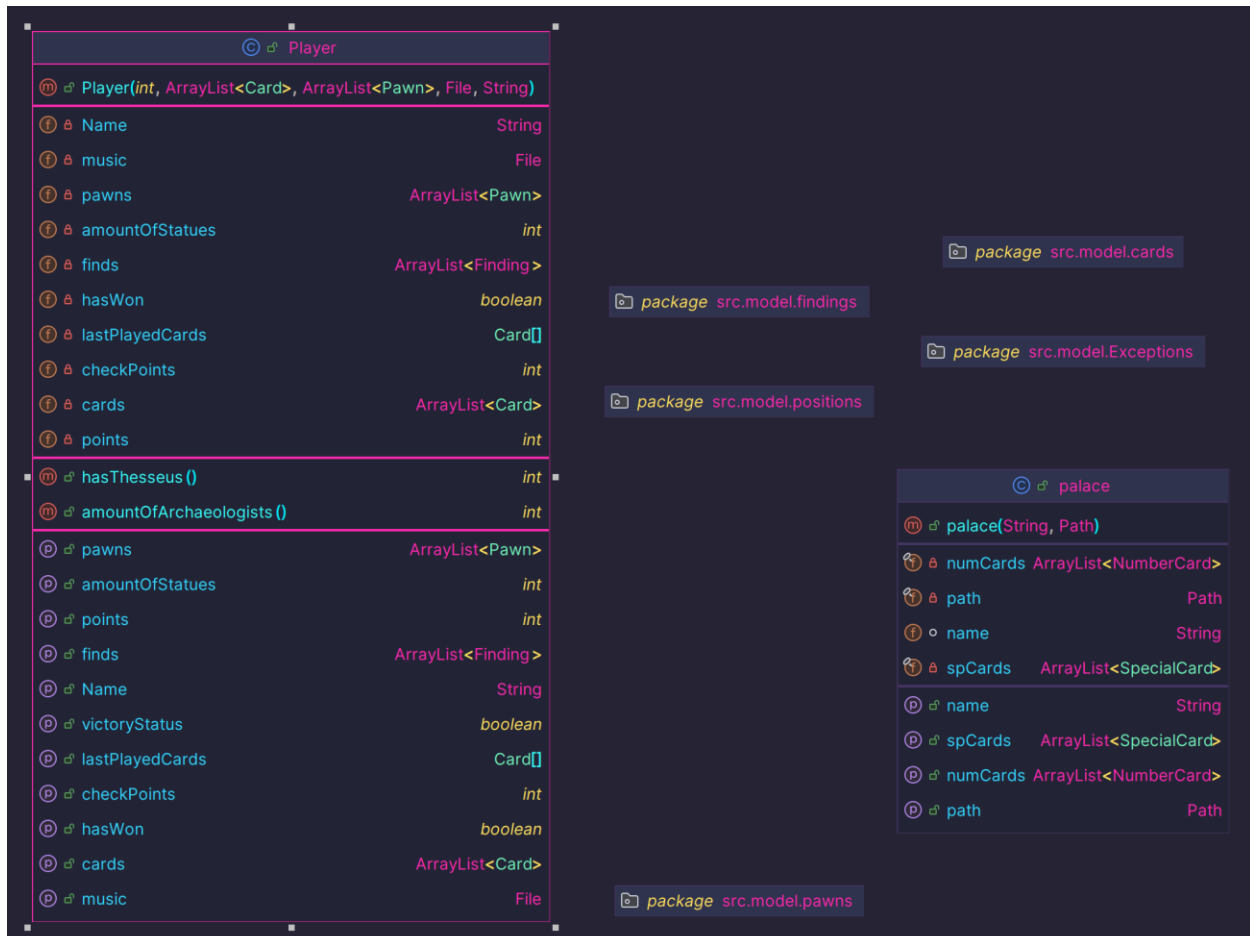 Player
Player(int, ArrayList<Card>, ArrayList<Pawn>, File, String)
Name String
music File
pawns ArrayList<Pawn>
amountOfStatues int
finds ArrayList<Finding>
hasWon boolean
lastPlayedCards Card[]
checkPoints int
cards ArrayList<Card>
points int
hasThesseus() int
amountOfArchaeologists() int
pawns ArrayList<Pawn>
amountOfStatues int
points int
finds ArrayList<Finding>
Name String
victoryStatus boolean
lastPlayedCards Card[]
checkPoints int
hasWon boolean
cards ArrayList<Card>
music File
package src.model.cards
package src.model.findings
package src.model.Exceptions
package src.model.positions
palace
palace(String, Path)
numCards ArrayList<NumberCard>
path Path
name String
spCards ArrayList<SpecialCard>
name String
spCards ArrayList<SpecialCard>
numCards ArrayList<NumberCard>
path Path
package src.model.pawns